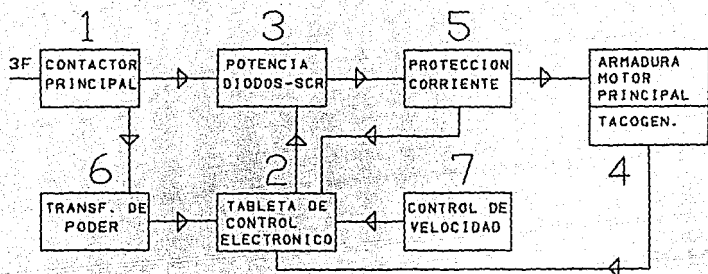 1
3
5
3F
CONTACTOR
PRINCIPAL
POTENCIA
DIODOS-SCR
PROTECCION
CORRIENTE
ARMADURA
MOTOR
PRINCIPAL
TACOGEN.
6
2
7
4
TRANSF. DE
PODER
TABLETA DE
CONTROL
ELECTRONICO
CONTROL DE
VELOCIDAD